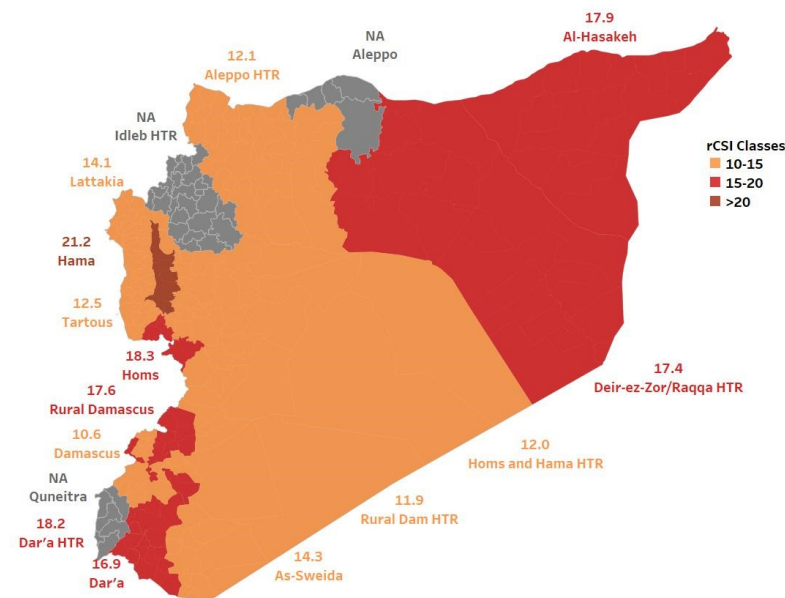 17.9
Al-Hasakeh
NA
Aleppo
12.1
Aleppo HTR
NA
Idleb HTR
rCSI Classes
10-15
15-20
>20
14.1
Lattakia
21.2
Hama
12.5
Tartous
18.3
Homs
17.6
Rural Damascus
17.4
Deir-ez-Zor/Raqqa HTR
10.6
Damascus
12.0
Homs and Hama HTR
NA
Quneitra
11.9
Rural Dam HTR
18.2
Dar'a HTR
14.3
As-Sweida
16.9
Dar'a